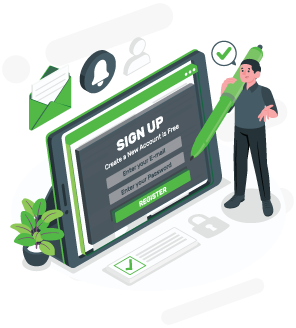 SIGN UP
Create a New Account is Free
Enter your E-mail
Enter your Password
REGISTER